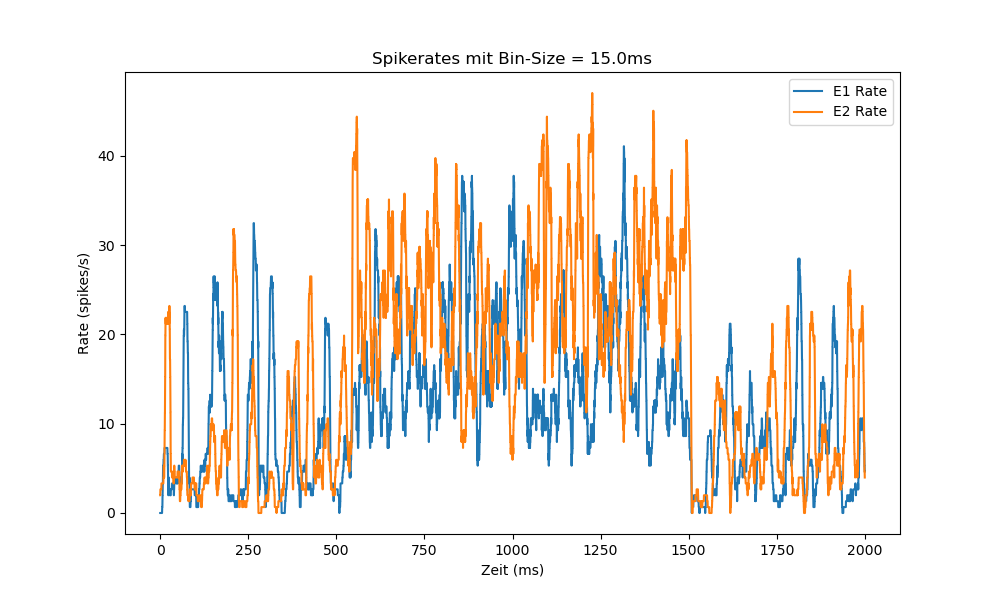 Spikerates mit Bin-Size = 15.0ms
E1 Rate
E2 Rate
Rate (spikes/s)
40
30
20
10
0
0 250 500 750 1000 1250 1500 1750 2000
Zeit (ms)